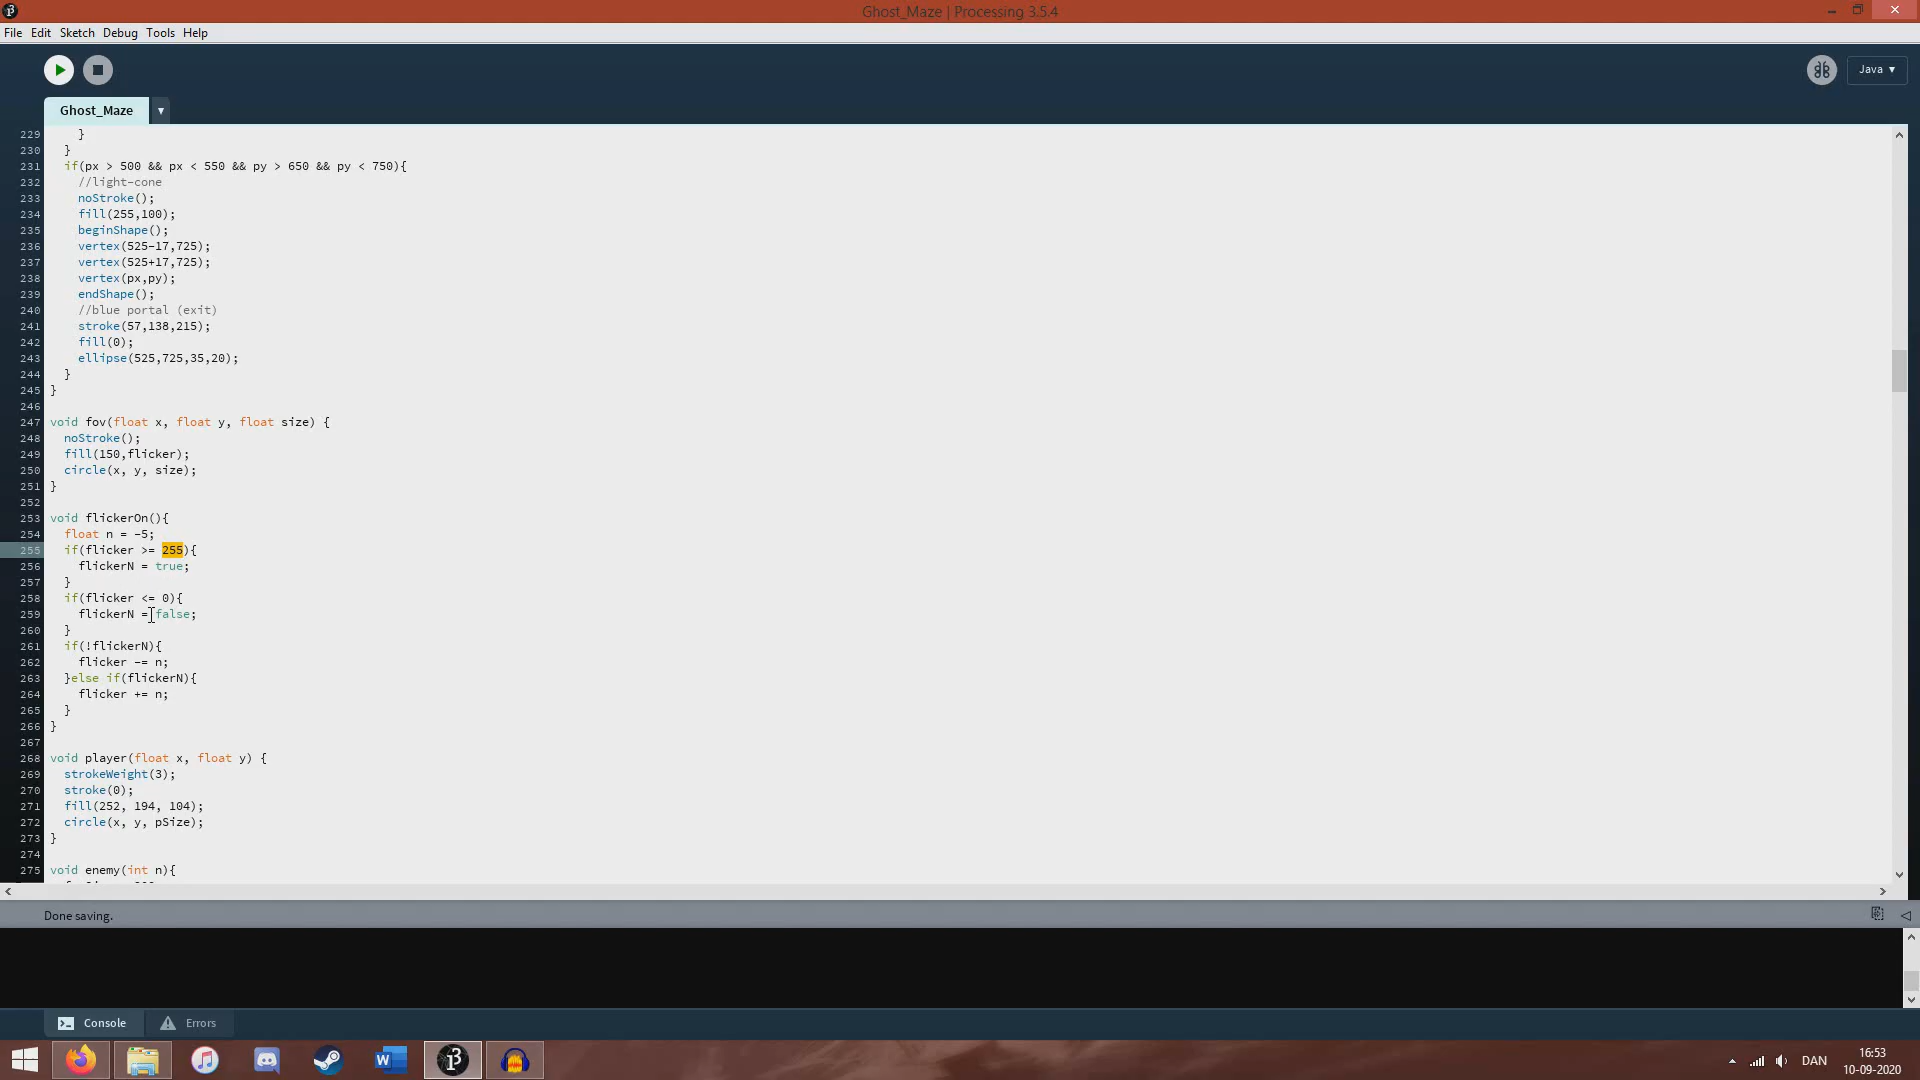 Ghost_Maze | Processing 3.5.4
File Edit Sketch Debug Tools Help
Java ▾
Ghost_Maze ▾
229     }
230   }
231   if(px > 500 && px < 550 && py > 650 && py < 750){
232     //light-cone
233     noStroke();
234     fill(255,100);
235     beginShape();
236     vertex(525-17,725);
237     vertex(525+17,725);
238     vertex(px,py);
239     endShape();
240     //blue portal (exit)
241     stroke(57,138,215);
242     fill(0);
243     ellipse(525,725,35,20);
244   }
245 }
246
247 void fov(float x, float y, float size) {
248   noStroke();
249   fill(150,flicker);
250   circle(x, y, size);
251 }
252
253 void flickerOn(){
254   float n = -5;
255   if(flicker >= 255){
256     flickerN = true;
257   }
258   if(flicker <= 0){
259     flickerN = false;
260   }
261   if(!flickerN){
262     flicker -= n;
263   }else if(flickerN){
264     flicker += n;
265   }
266 }
267
268 void player(float x, float y) {
269   strokeWeight(3);
270   stroke(0);
271   fill(252, 194, 104);
272   circle(x, y, pSize);
273 }
274
275 void enemy(int n){
Done saving.
Console Errors
DAN
16:53
10-09-2020